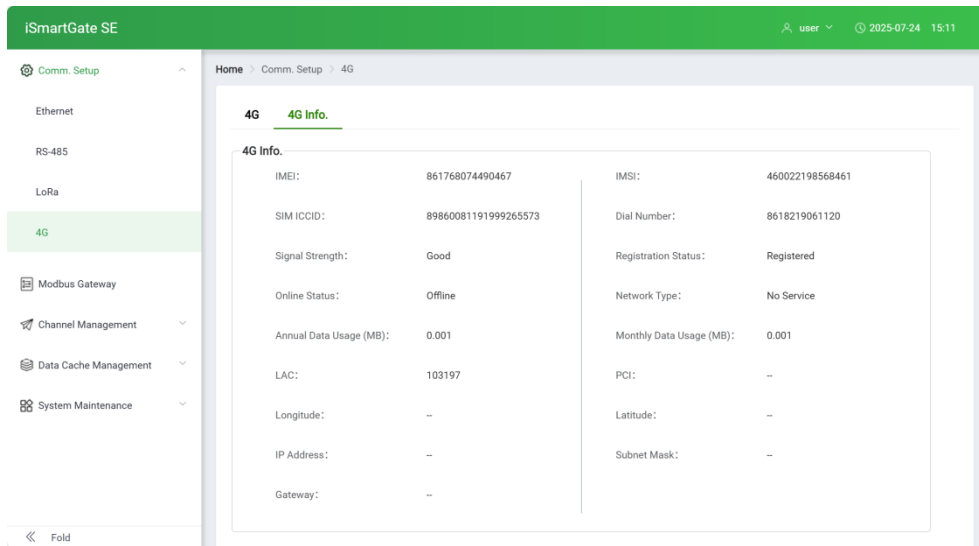 iSmartGate SE
user
2025-07-24 15:11
Comm. Setup
Ethernet
RS-485
LoRa
4G
Modbus Gateway
Channel Management
Data Cache Management
System Maintenance
Fold
Home > Comm. Setup > 4G
4G 4G Info.
4G Info.
IMEI: 861768074490467 IMSI: 460022198568461
SIM ICCID: 89860081191999265573 Dial Number: 8618219061120
Signal Strength: Good Registration Status: Registered
Online Status: Offline Network Type: No Service
Annual Data Usage (MB): 0.001 Monthly Data Usage (MB): 0.001
LAC: 103197 PCI: --
Longitude: -- Latitude: --
IP Address: -- Subnet Mask: --
Gateway: --